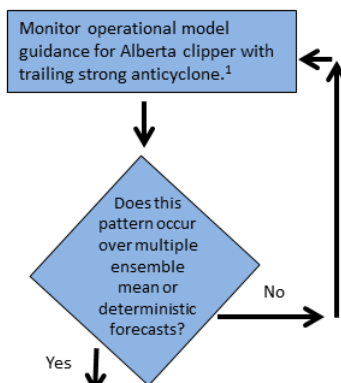 Monitor operational model
guidance for Alberta clipper with
trailing strong anticyclone.¹
Does this
pattern occur
over multiple
ensemble
mean or
deterministic
forecasts?
No
Yes